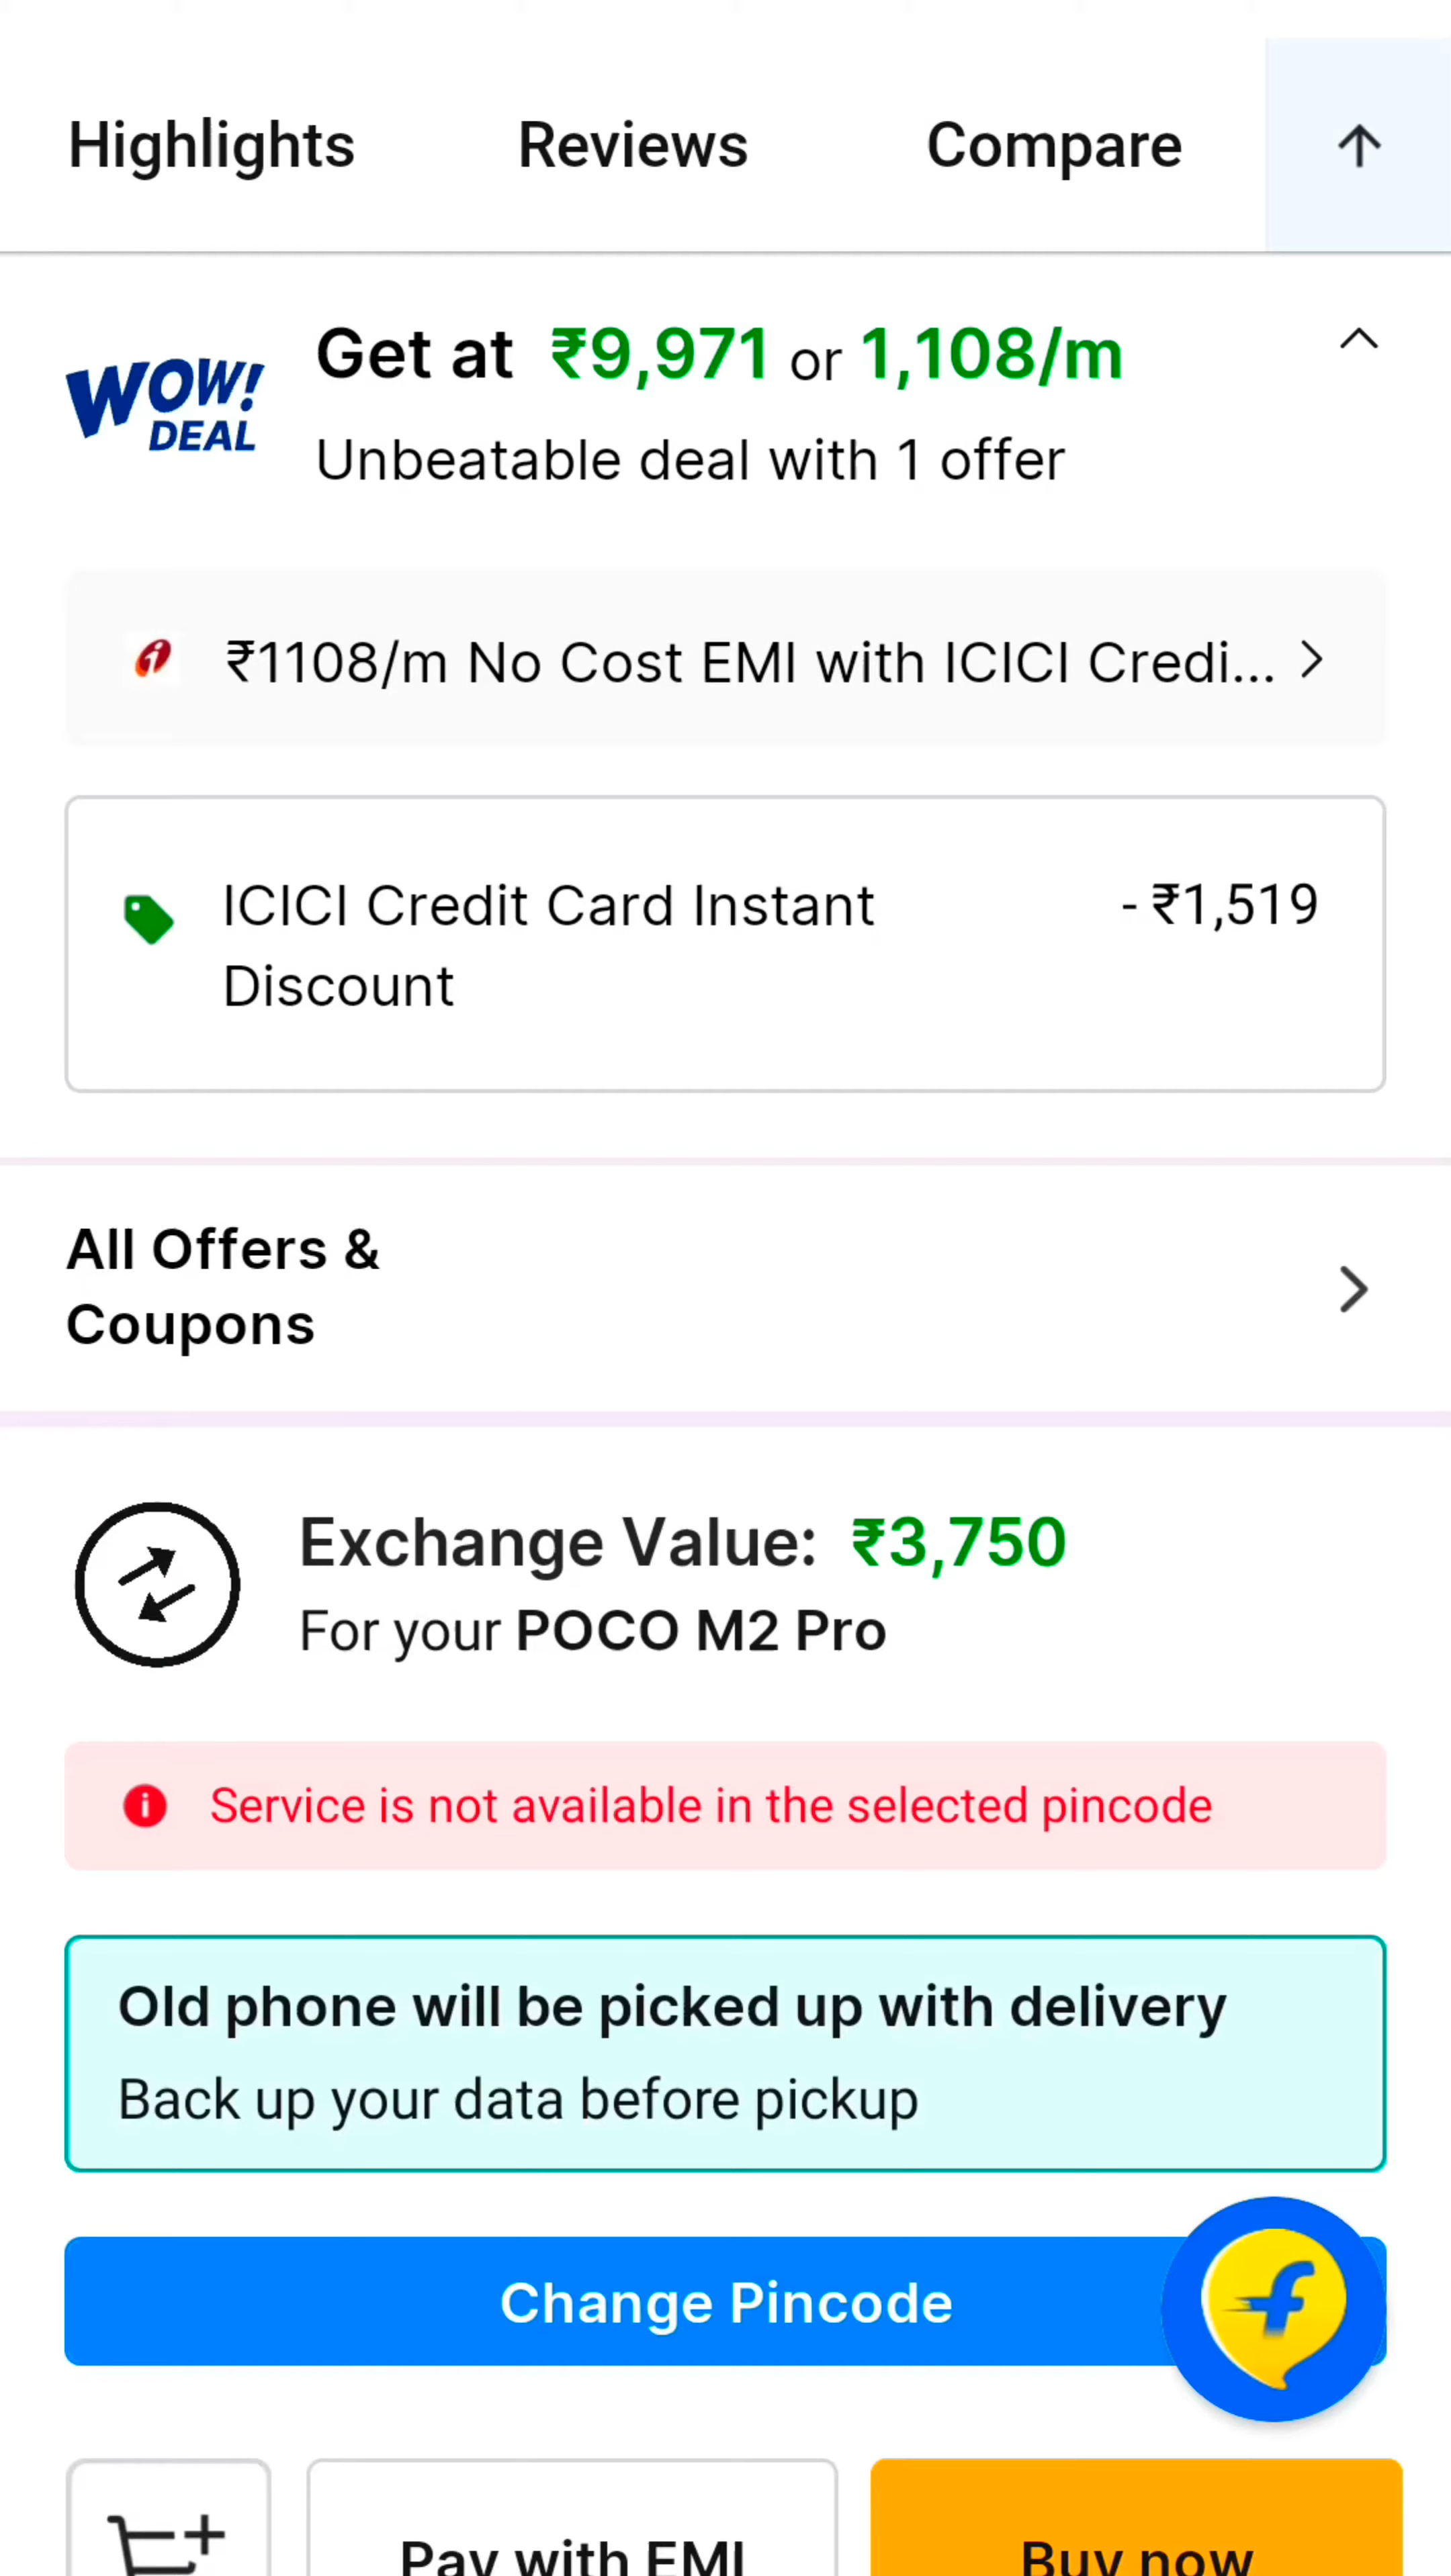 Highlights Reviews Compare
WOW!
DEAL
Get at ₹9,971 or 1,108/m
Unbeatable deal with 1 offer
₹1108/m No Cost EMI with ICICI Credi...
ICICI Credit Card Instant - ₹1,519
Discount
All Offers &
Coupons
Exchange Value: ₹3,750
For your POCO M2 Pro
Service is not available in the selected pincode
Old phone will be picked up with delivery
Back up your data before pickup
Change Pincode
Pay with EMI Buy now